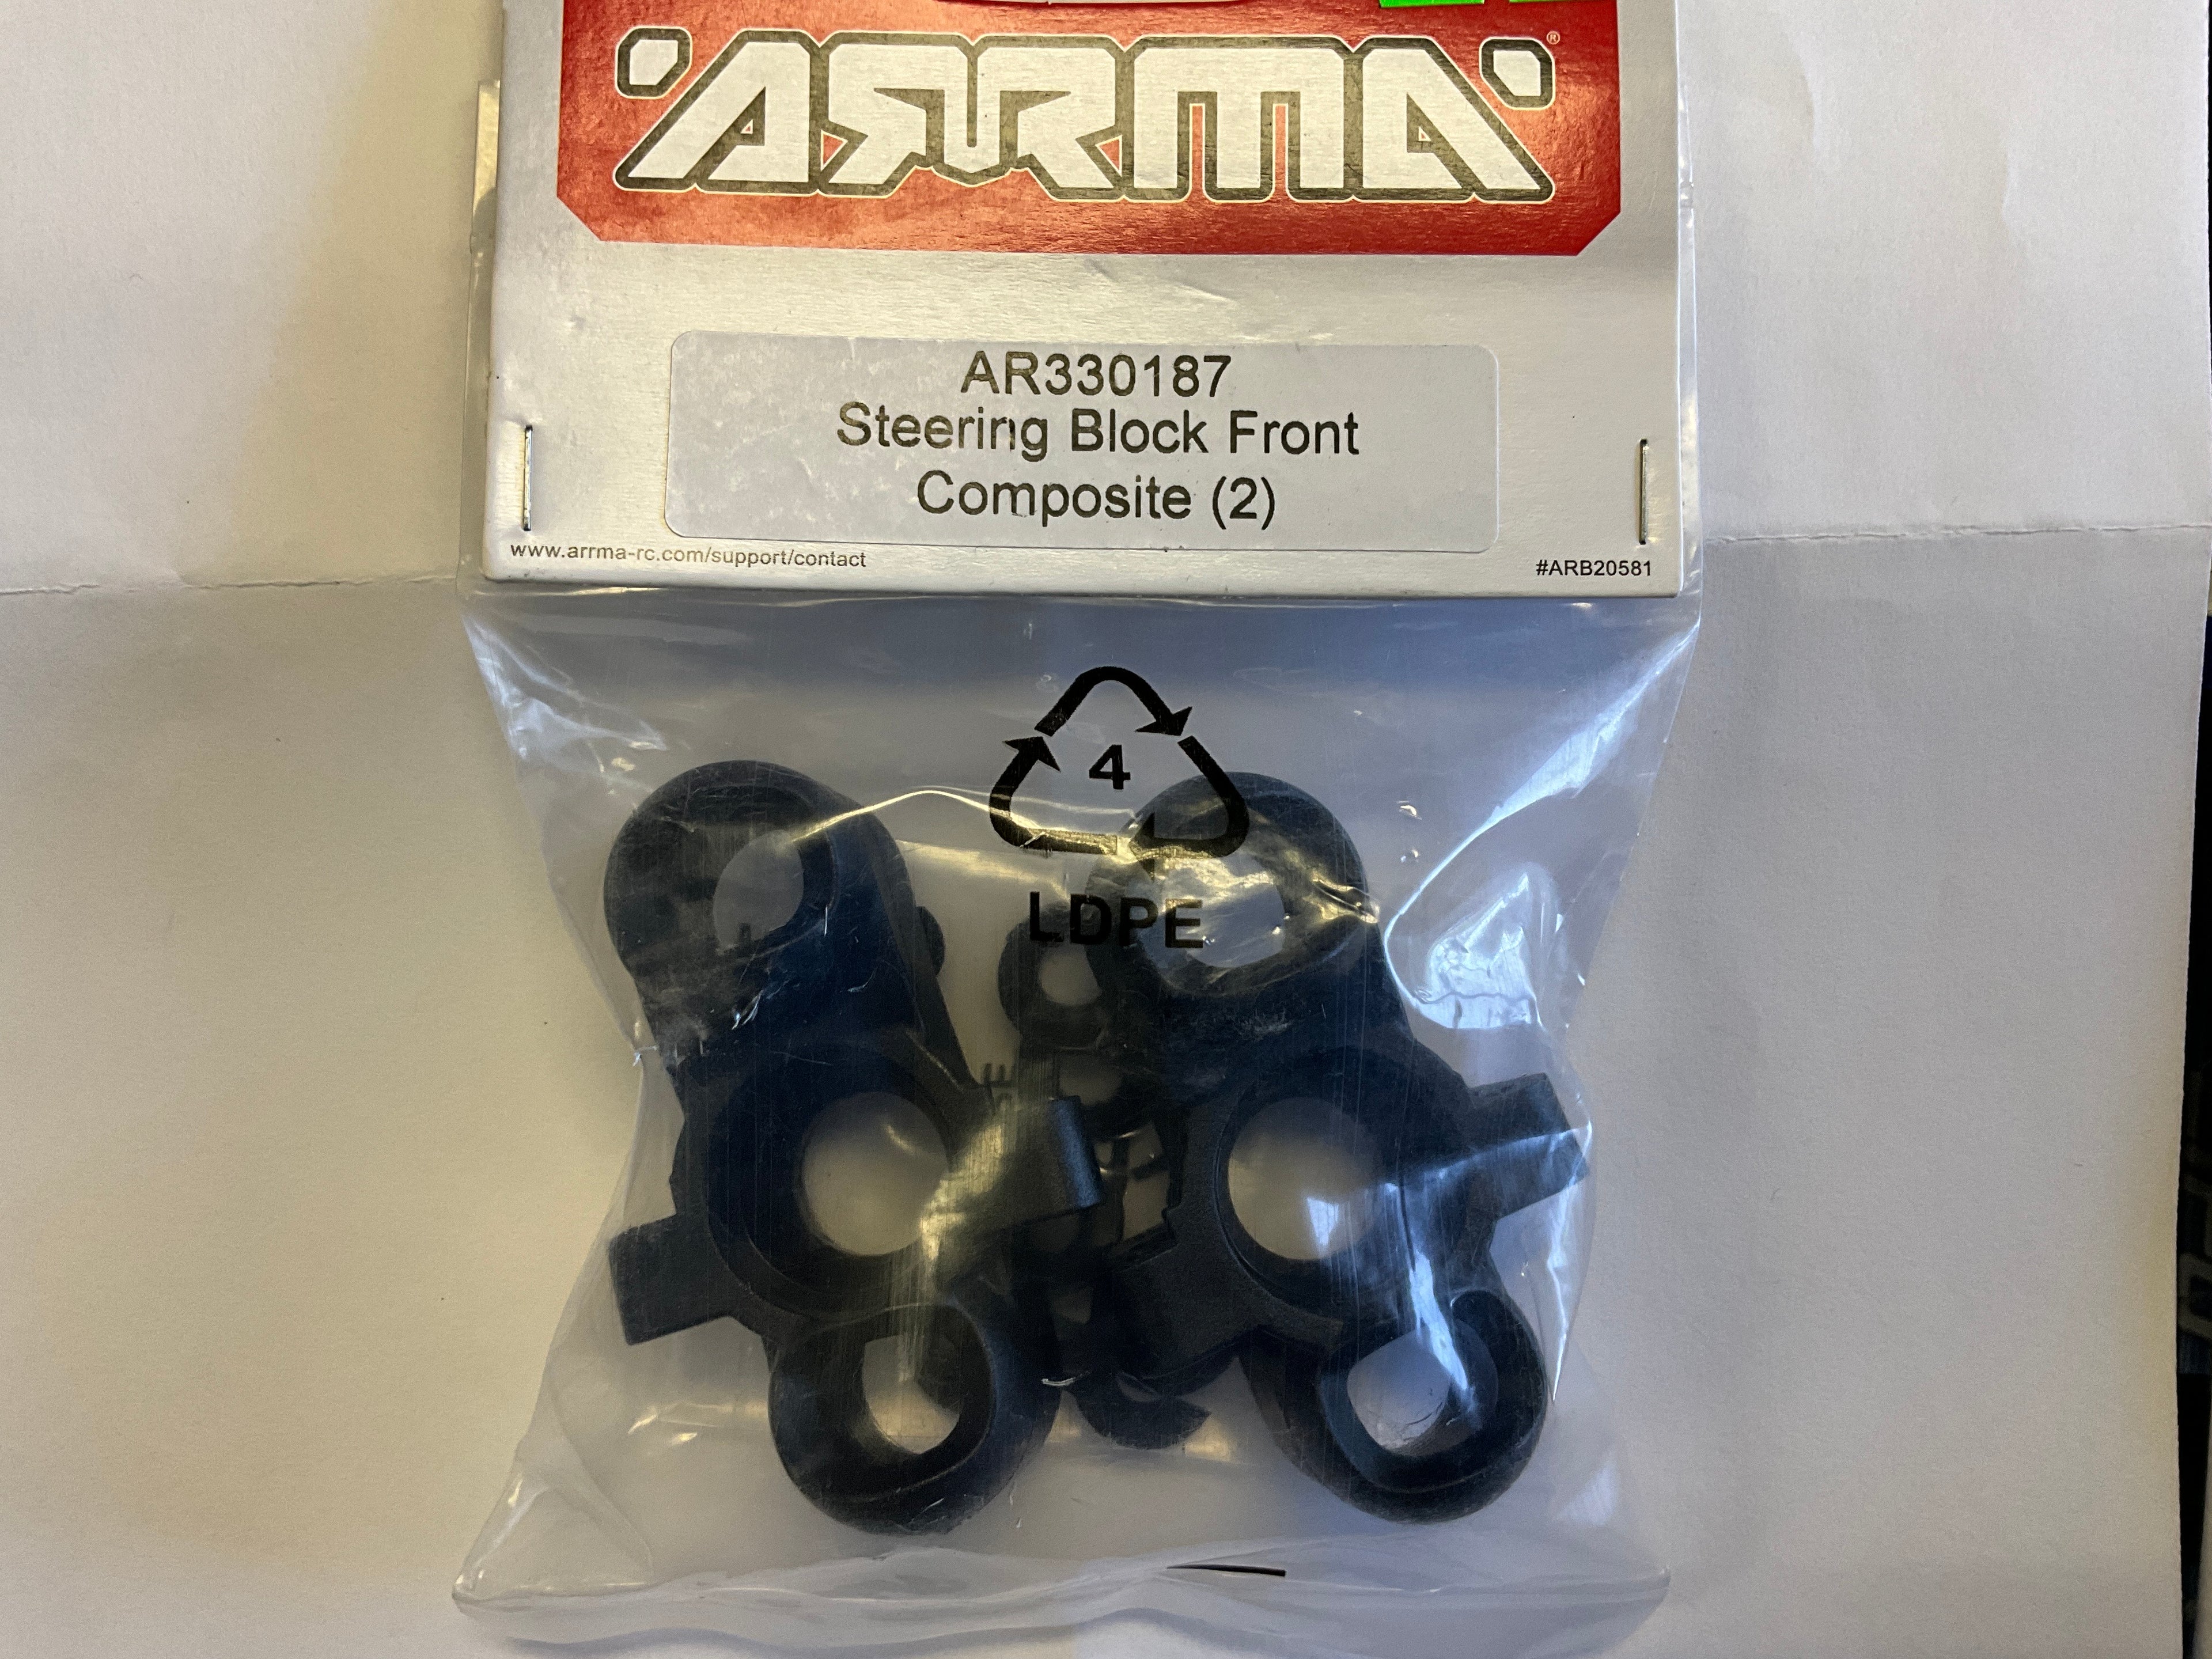 ARRMA®
AR330187
Steering Block Front
Composite (2)
www.arrma-rc.com/support/contact
#ARB20581
4
LDPE